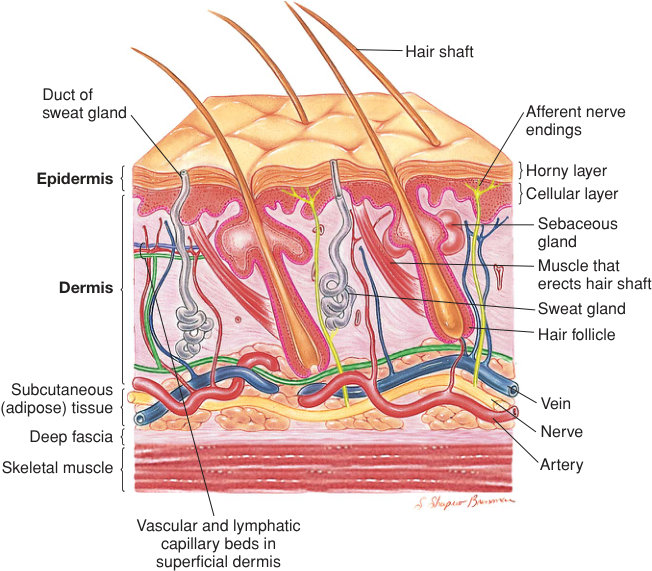 Hair shaft
Duct of
sweat gland
Afferent nerve
endings
Epidermis
Horny layer
Cellular layer
Sebaceous
gland
Dermis
Muscle that
erects hair shaft
Sweat gland
Hair follicle
Subcutaneous
(adipose) tissue
Vein
Nerve
Deep fascia
Artery
Skeletal muscle
Vascular and lymphatic
capillary beds in
superficial dermis